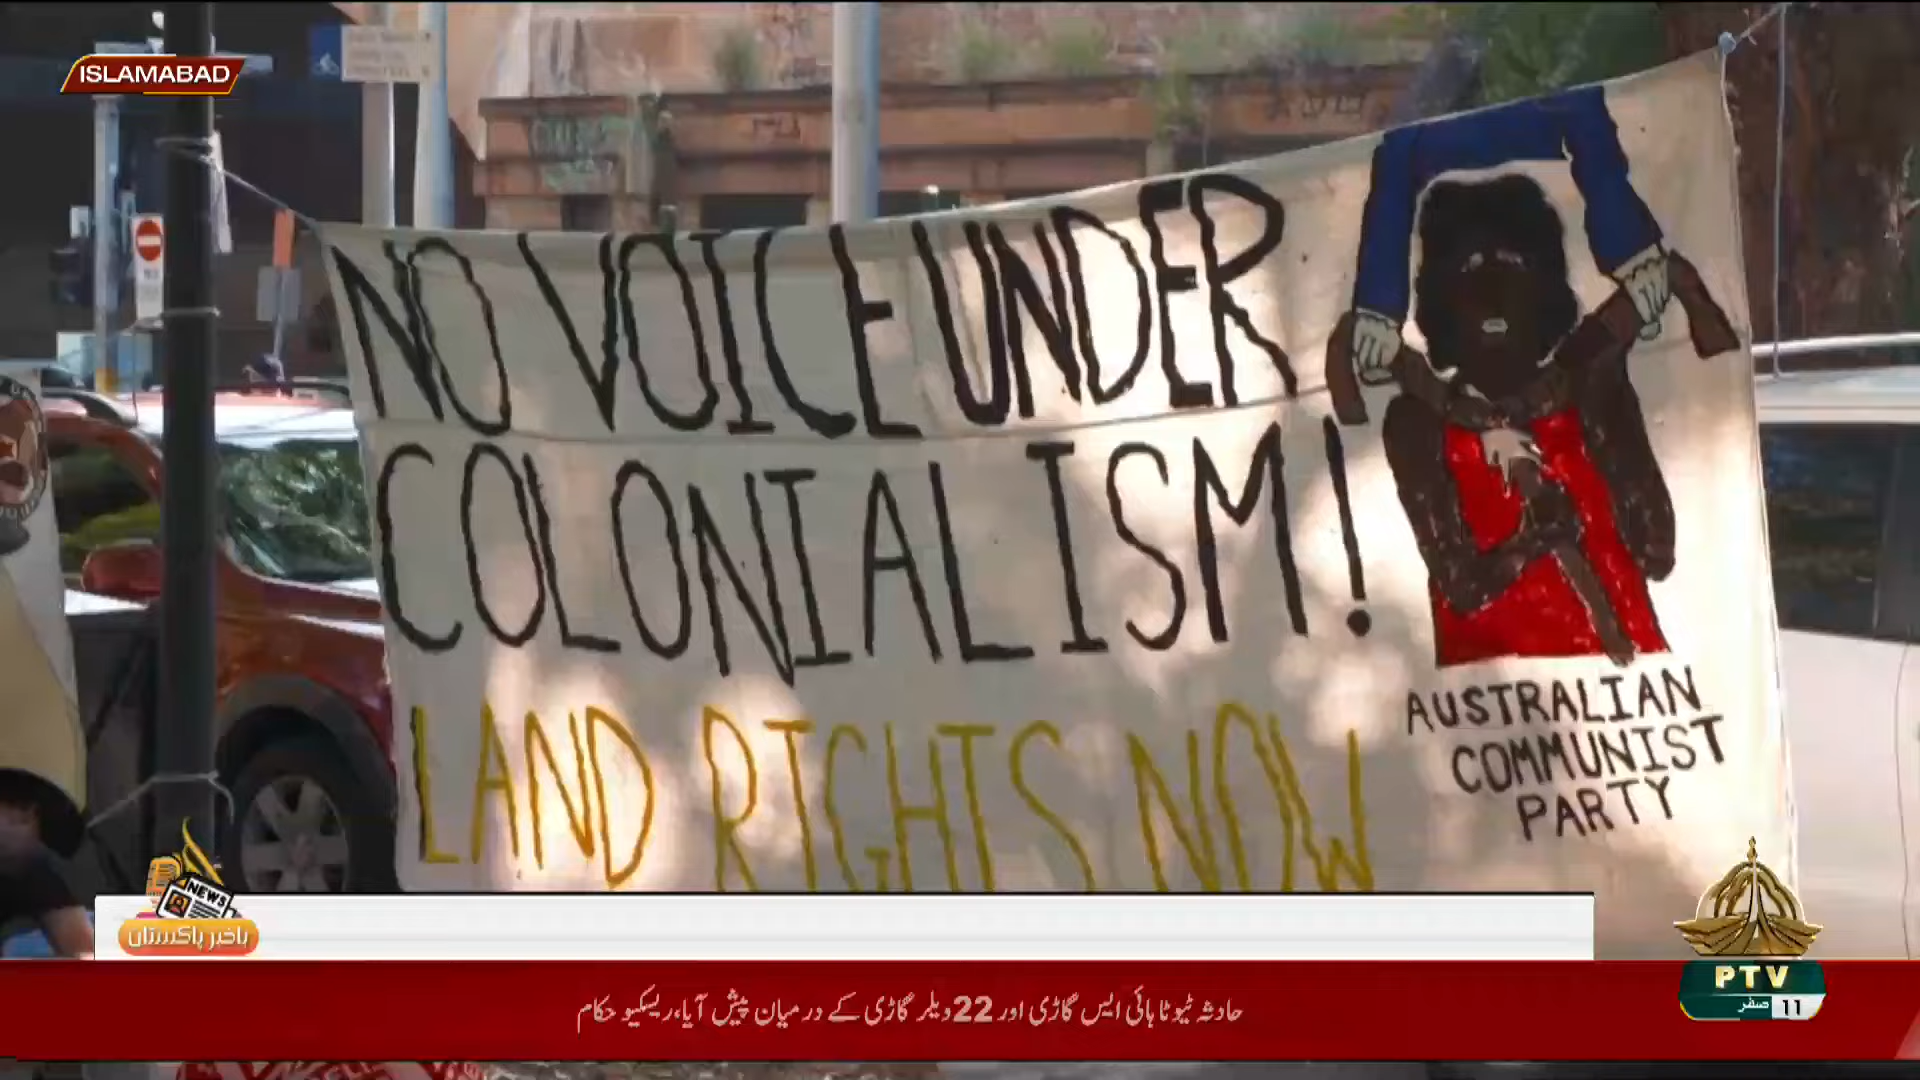 ISLAMABAD
NO VOICE UNDER
COLONIALISM!
LAND RIGHTS NOW
AUSTRALIAN
COMMUNIST
PARTY
NEWS
باخبر پاکستان
حادثہ ٹیوٹا ہائی ایس گاڑی اور 22 ویلر گاڑی کے درمیان پیش آیا،ریسکیو حکام
PTV
11 صفر